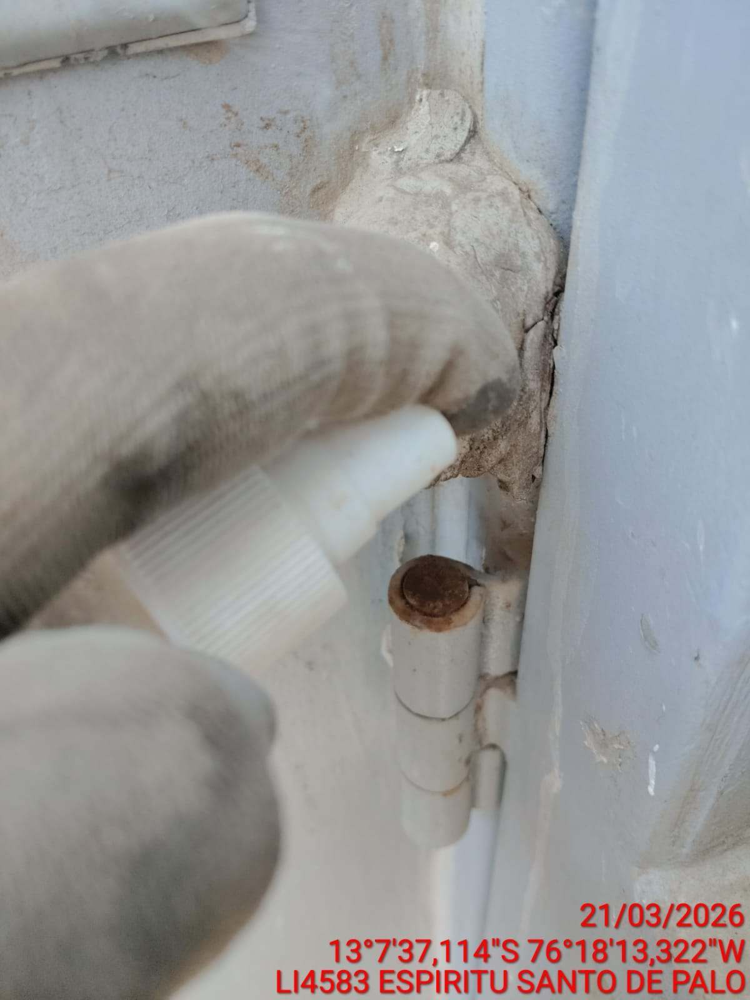 21/03/2026
13°7'37,114"S 76°18'13,322"W
LI4583 ESPIRITU SANTO DE PALO